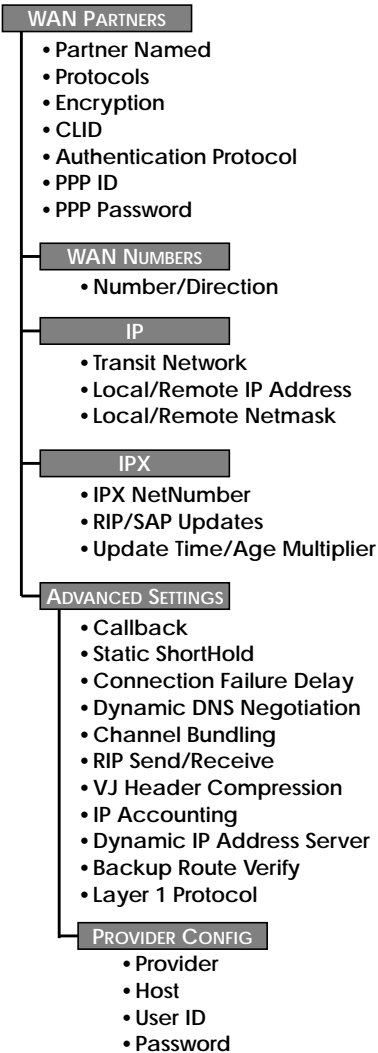 WAN PARTNERS
• Partner Named
• Protocols
• Encryption
• CLID
• Authentication Protocol
• PPP ID
• PPP Password
WAN NUMBERS
• Number/Direction
IP
• Transit Network
• Local/Remote IP Address
• Local/Remote Netmask
IPX
• IPX NetNumber
• RIP/SAP Updates
• Update Time/Age Multiplier
ADVANCED SETTINGS
• Callback
• Static ShortHold
• Connection Failure Delay
• Dynamic DNS Negotiation
• Channel Bundling
• RIP Send/Receive
• VJ Header Compression
• IP Accounting
• Dynamic IP Address Server
• Backup Route Verify
• Layer 1 Protocol
PROVIDER CONFIG
• Provider
• Host
• User ID
• Password